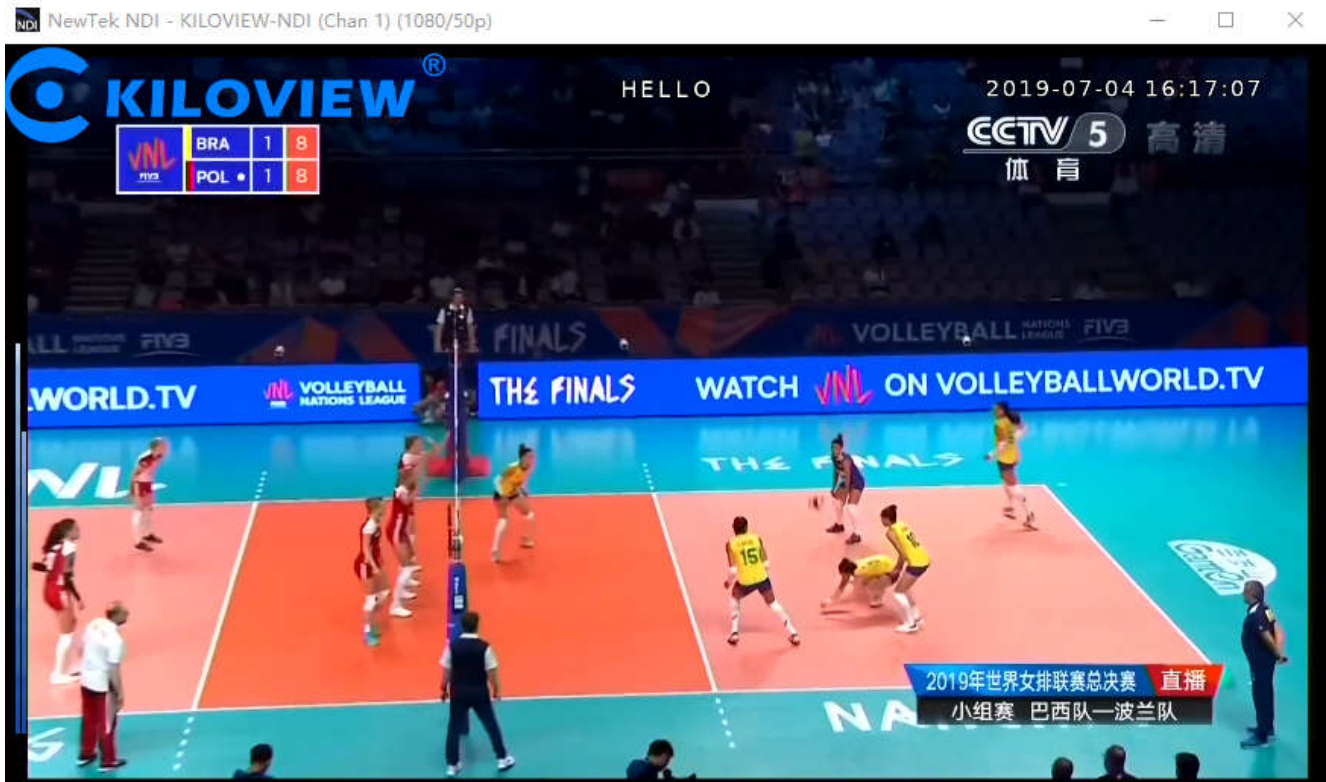 NewTek NDI - KILOVIEW-NDI (Chan 1) (1080/50p)
KILOVIEW®
HELLO
2019-07-04 16:17:07
CCTV 5 高清
体育
VNL
FIVB
BRA 1 8
POL • 1 8
FINALS
VOLLEYBALL NATIONS LEAGUE FIVB
WORLD.TV
VNL VOLLEYBALL
NATIONS LEAGUE
THE FINALS
WATCH VNL ON VOLLEYBALLWORLD.TV
THE FINALS
15
2019年世界女排联赛总决赛 直播
小组赛 巴西队—波兰队